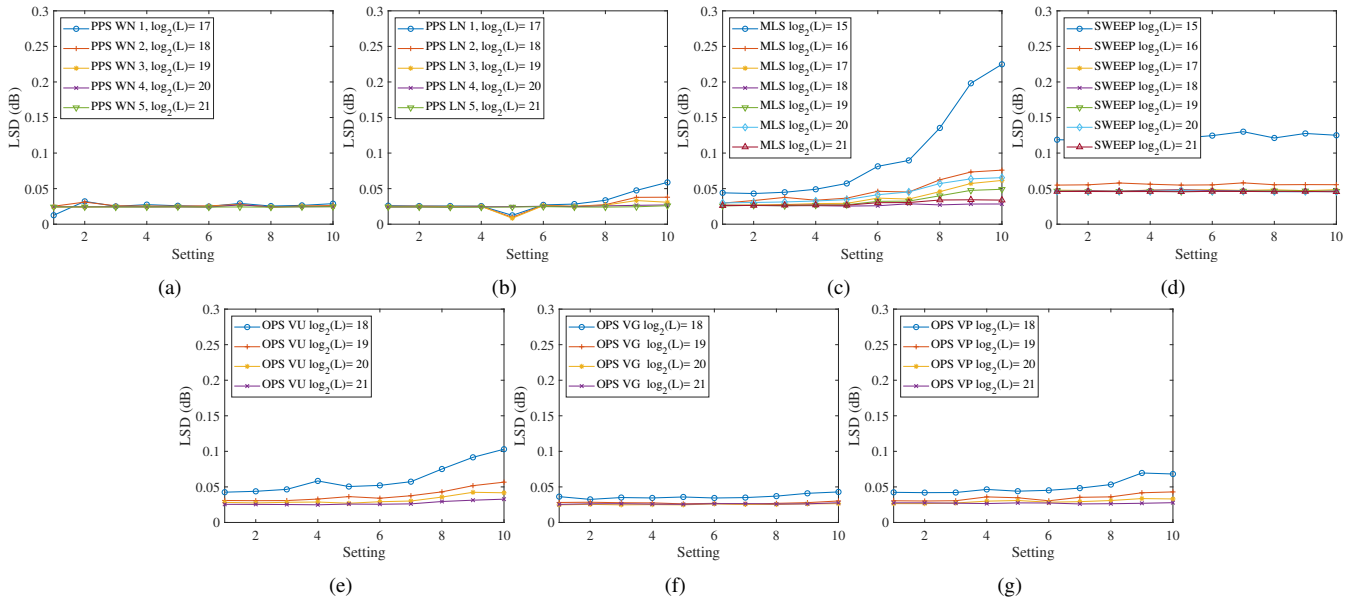 0.3
0.25
0.2
0.15
0.1
0.05
0
LSD (dB)
2 4 6 8 10
Setting
PPS WN 1, log2(L)= 17
PPS WN 2, log2(L)= 18
PPS WN 3, log2(L)= 19
PPS WN 4, log2(L)= 20
PPS WN 5, log2(L)= 21
(a)
0.3
0.25
0.2
0.15
0.1
0.05
0
LSD (dB)
2 4 6 8 10
Setting
PPS LN 1, log2(L)= 17
PPS LN 2, log2(L)= 18
PPS LN 3, log2(L)= 19
PPS LN 4, log2(L)= 20
PPS LN 5, log2(L)= 21
(b)
0.3
0.25
0.2
0.15
0.1
0.05
0
LSD (dB)
2 4 6 8 10
Setting
MLS log2(L)= 15
MLS log2(L)= 16
MLS log2(L)= 17
MLS log2(L)= 18
MLS log2(L)= 19
MLS log2(L)= 20
MLS log2(L)= 21
(c)
0.3
0.25
0.2
0.15
0.1
0.05
0
LSD (dB)
2 4 6 8 10
Setting
SWEEP log2(L)= 15
SWEEP log2(L)= 16
SWEEP log2(L)= 17
SWEEP log2(L)= 18
SWEEP log2(L)= 19
SWEEP log2(L)= 20
SWEEP log2(L)= 21
(d)
0.3
0.25
0.2
0.15
0.1
0.05
0
LSD (dB)
2 4 6 8 10
Setting
OPS VU log2(L)= 18
OPS VU log2(L)= 19
OPS VU log2(L)= 20
OPS VU log2(L)= 21
(e)
0.3
0.25
0.2
0.15
0.1
0.05
0
LSD (dB)
2 4 6 8 10
Setting
OPS VG log2(L)= 18
OPS VG log2(L)= 19
OPS VG log2(L)= 20
OPS VG log2(L)= 21
(f)
0.3
0.25
0.2
0.15
0.1
0.05
0
LSD (dB)
2 4 6 8 10
Setting
OPS VP log2(L)= 18
OPS VP log2(L)= 19
OPS VP log2(L)= 20
OPS VP log2(L)= 21
(g)